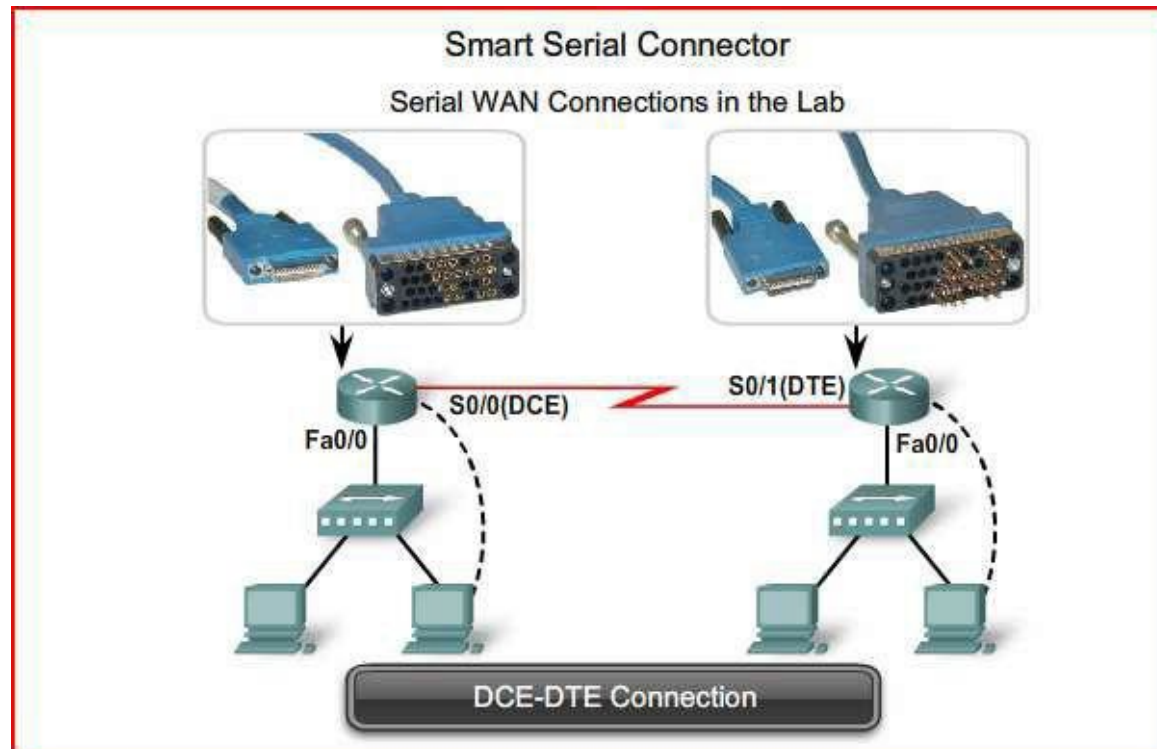 Smart Serial Connector
Serial WAN Connections in the Lab
S0/0(DCE)
S0/1(DTE)
Fa0/0
Fa0/0
DCE-DTE Connection